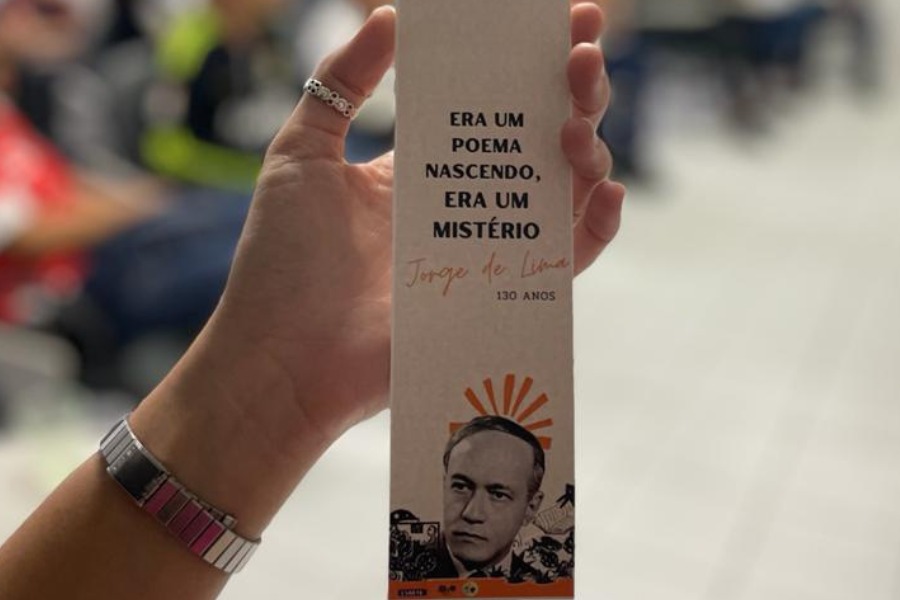 ERA UM
POEMA
NASCENDO,
ERA UM
MISTÉRIO
Jorge de Lima
130 ANOS